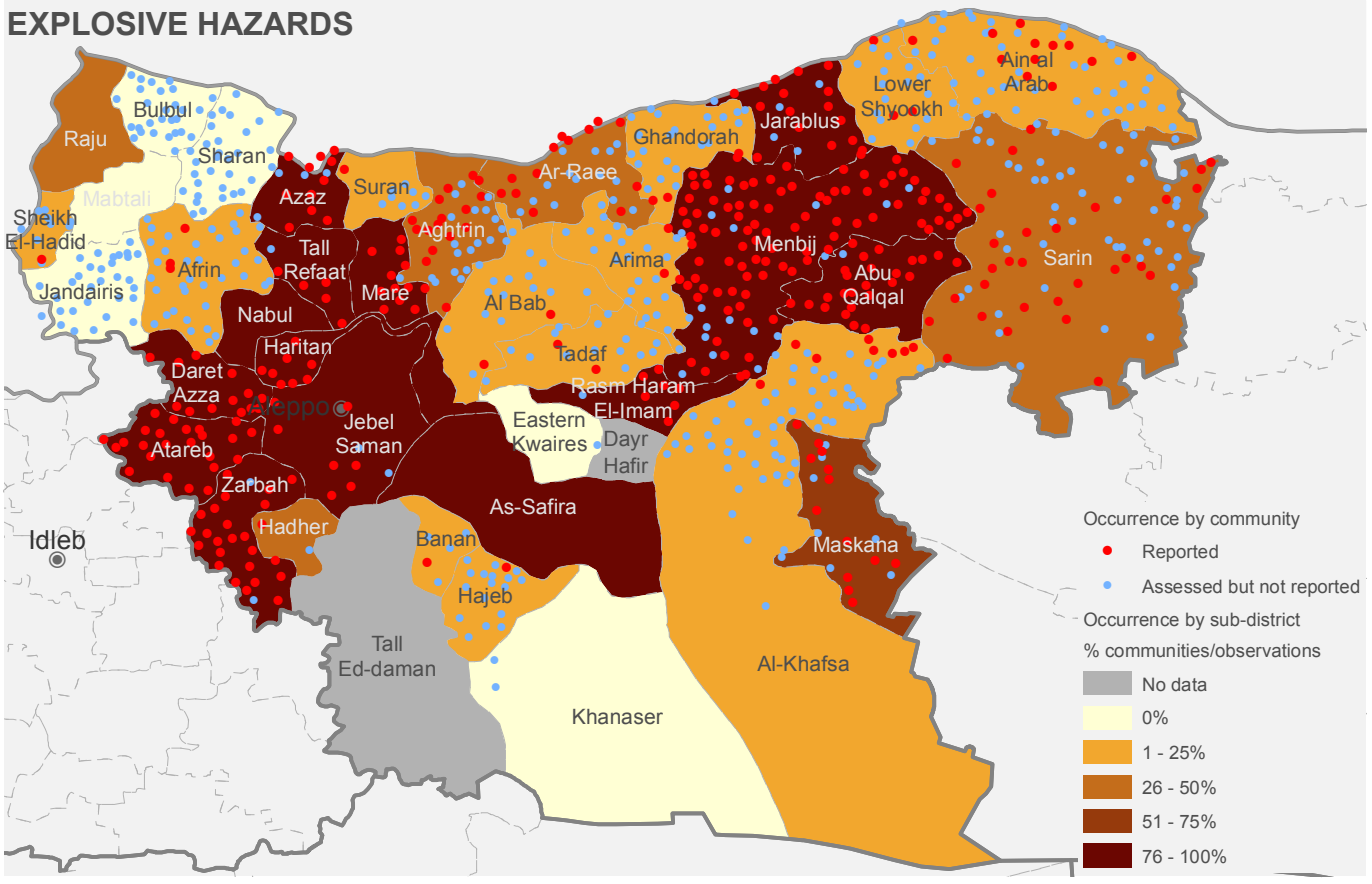 EXPLOSIVE HAZARDS
Bulbul
Raju
Sharan
Mabtali
Sheikh
El-Hadid
Afrin
Jandairis
Azaz
Suran
Tall
Refaat
Mare
Nabul
Haritan
Aghtrin
Ar-Raee
Ghandorah
Jarablus
Lower
Shyookh
Ain al
Arab
Menbij
Arima
Al Bab
Tadaf
Abu
Qalqal
Sarin
Daret
Azza
Aleppo
Jebel
Saman
Atareb
Zarbah
Rasm Haram
El-Imam
Eastern
Kwaires
Dayr
Hafir
As-Safira
Hadher
Banan
Hajeb
Maskana
Idleb
Tall
Ed-daman
Khanaser
Al-Khafsa
Occurrence by community
Reported
Assessed but not reported
Occurrence by sub-district
% communities/observations
No data
0%
1 - 25%
26 - 50%
51 - 75%
76 - 100%